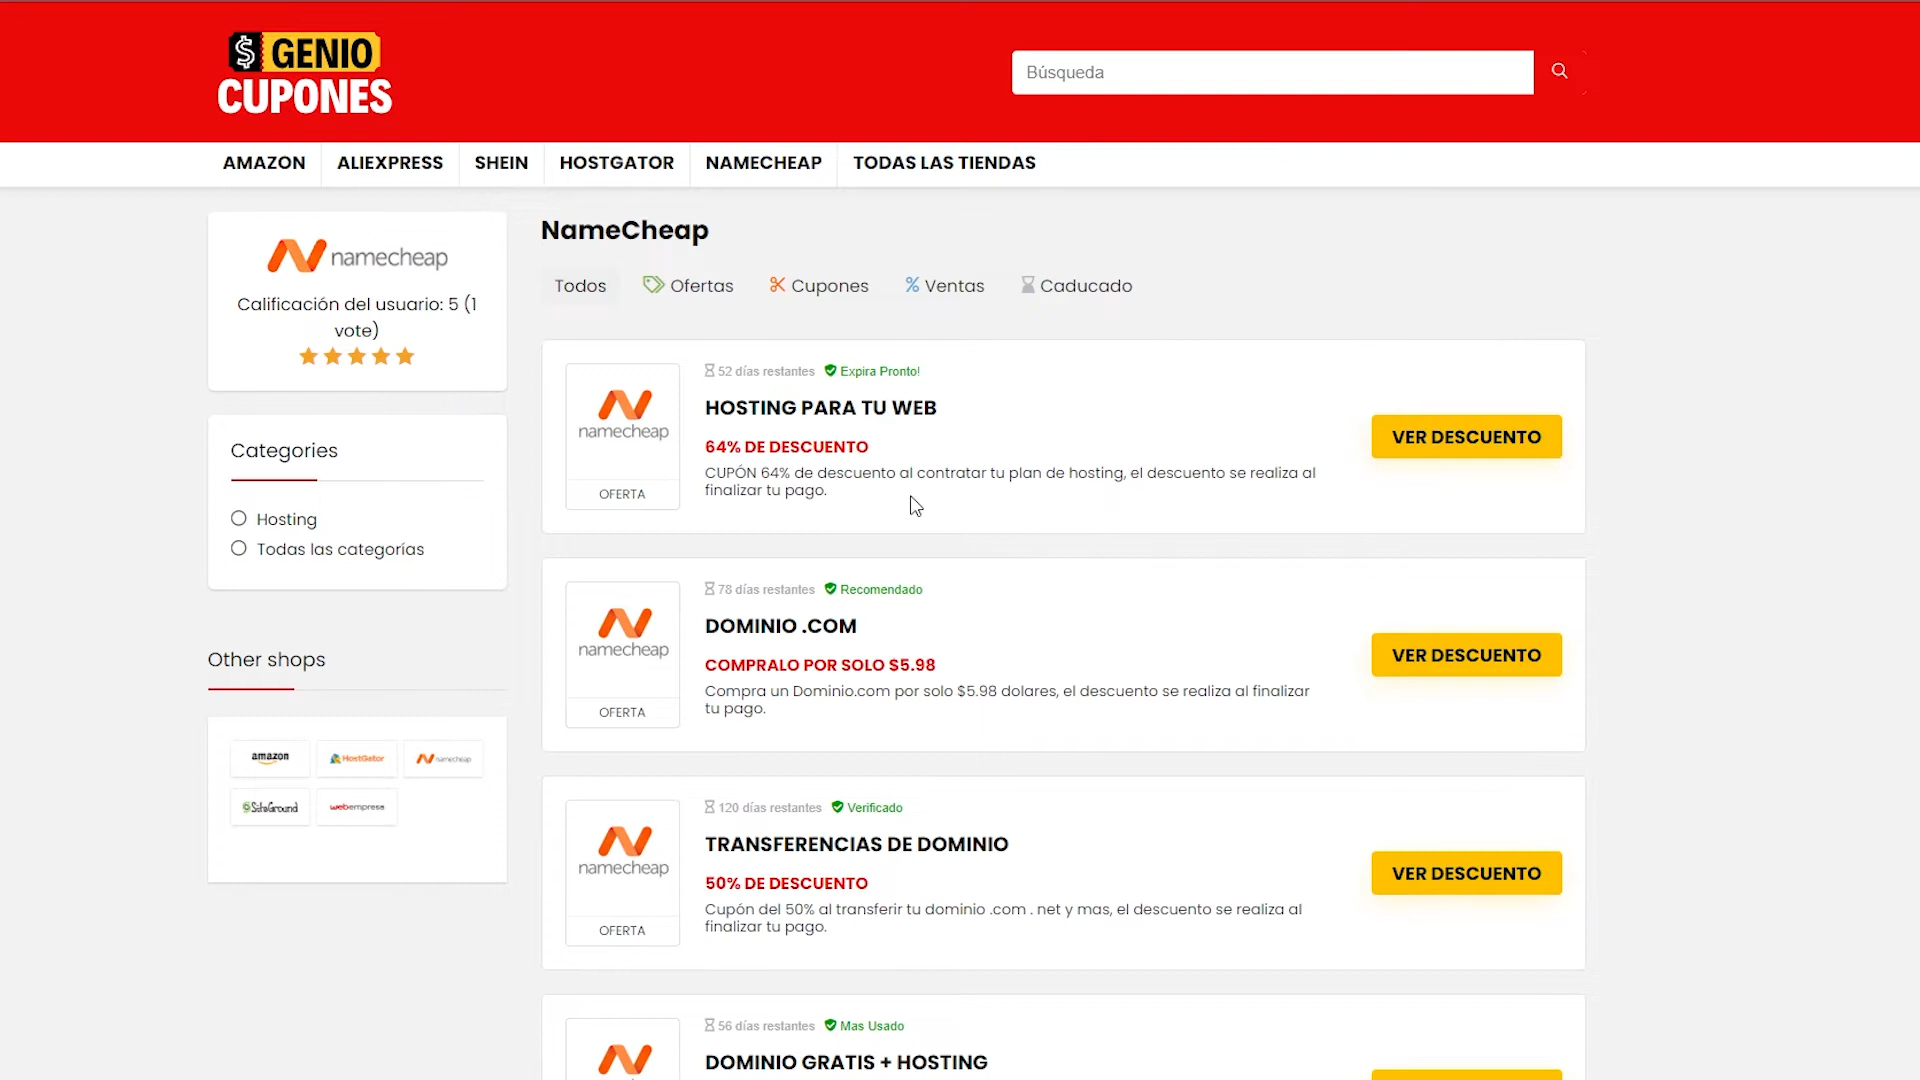 $ GENIO
CUPONES
Búsqueda
AMAZON
ALIEXPRESS
SHEIN
HOSTGATOR
NAMECHEAP
TODAS LAS TIENDAS
namecheap
Calificación del usuario: 5 (1
vote)
Categories
Hosting
Todas las categorías
Other shops
amazon
HostGator
namecheap
SiteGround
webempresa
NameCheap
Todos
Ofertas
Cupones
Ventas
Caducado
namecheap
OFERTA
52 días restantes
Expira Pronto!
HOSTING PARA TU WEB
64% DE DESCUENTO
CUPÓN 64% de descuento al contratar tu plan de hosting, el descuento se realiza al
finalizar tu pago.
VER DESCUENTO
namecheap
OFERTA
78 días restantes
Recomendado
DOMINIO .COM
COMPRALO POR SOLO $5.98
Compra un Dominio.com por solo $5.98 dolares, el descuento se realiza al finalizar
tu pago.
VER DESCUENTO
namecheap
OFERTA
120 días restantes
Verificado
TRANSFERENCIAS DE DOMINIO
50% DE DESCUENTO
Cupón del 50% al transferir tu dominio .com . net y mas, el descuento se realiza al
finalizar tu pago.
VER DESCUENTO
56 días restantes
Mas Usado
DOMINIO GRATIS + HOSTING